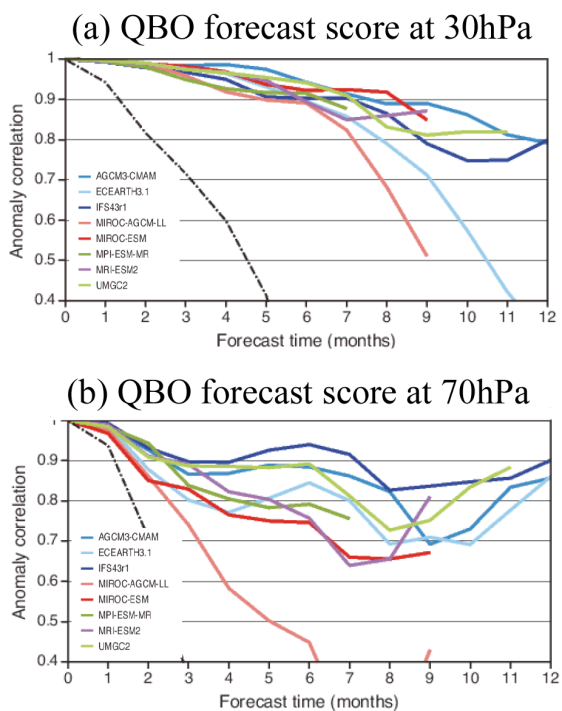 (a) QBO forecast score at 30hPa
1
0.9
0.8
0.7
0.6
0.5
0.4
Anomaly correlation
AGCM3-CMAM
ECEARTH3.1
IFS43r1
MIROC-AGCM-LL
MIROC-ESM
MPI-ESM-MR
MRI-ESM2
UMGC2
0 1 2 3 4 5 6 7 8 9 10 11 12
Forecast time (months)
(b) QBO forecast score at 70hPa
1
0.9
0.8
0.7
0.6
0.5
0.4
Anomaly correlation
AGCM3-CMAM
ECEARTH3.1
IFS43r1
MIROC-AGCM-LL
MIROC-ESM
MPI-ESM-MR
MRI-ESM2
UMGC2
0 1 2 3 4 5 6 7 8 9 10 11 12
Forecast time (months)